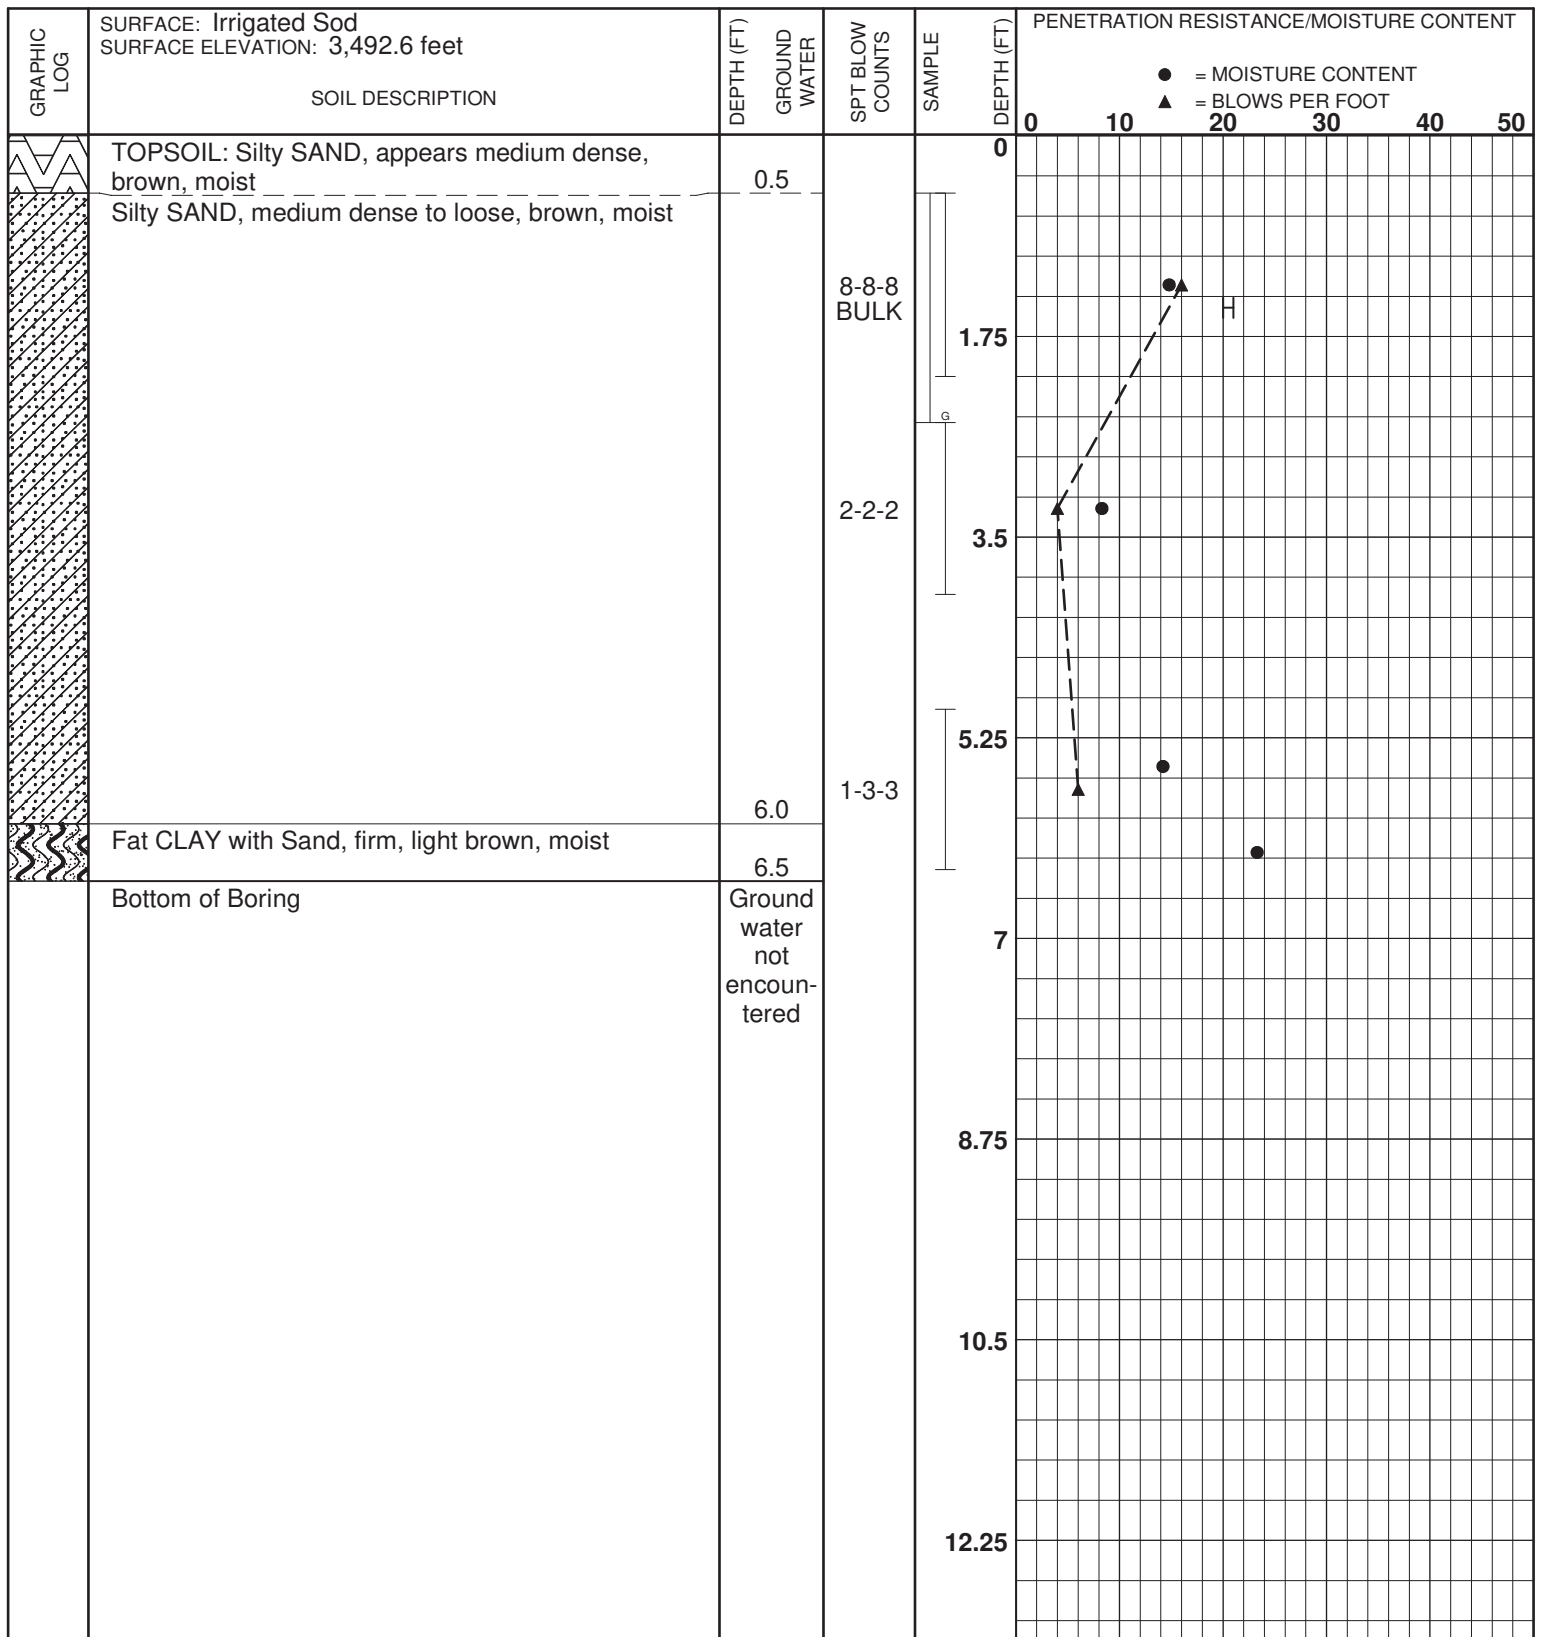 GRAPHIC
LOG
SURFACE: Irrigated Sod
SURFACE ELEVATION: 3,492.6 feet
SOIL DESCRIPTION
DEPTH (FT)
GROUND
WATER
SPT BLOW
COUNTS
SAMPLE
DEPTH (FT)
PENETRATION RESISTANCE/MOISTURE CONTENT
● = MOISTURE CONTENT
▲ = BLOWS PER FOOT
0 10 20 30 40 50
0
TOPSOIL: Silty SAND, appears medium dense,
brown, moist
0.5
Silty SAND, medium dense to loose, brown, moist
8-8-8
BULK
1.75
G
2-2-2
3.5
5.25
1-3-3
6.0
Fat CLAY with Sand, firm, light brown, moist
6.5
Bottom of Boring
Ground
water
not
encoun-
tered
7
8.75
10.5
12.25